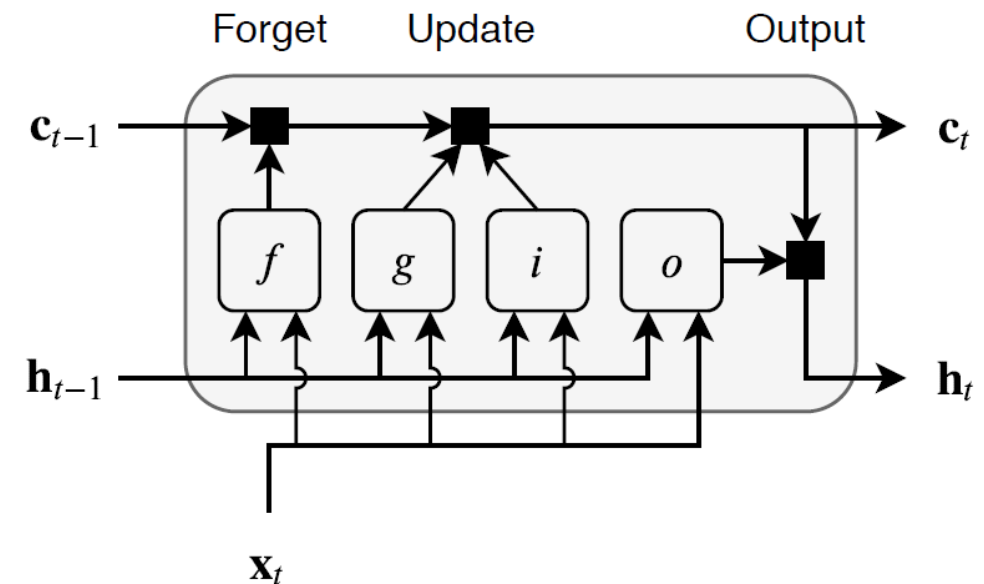 Forget Update Output
c_{t−1} c_t
f g i o
h_{t−1} h_t
x_t